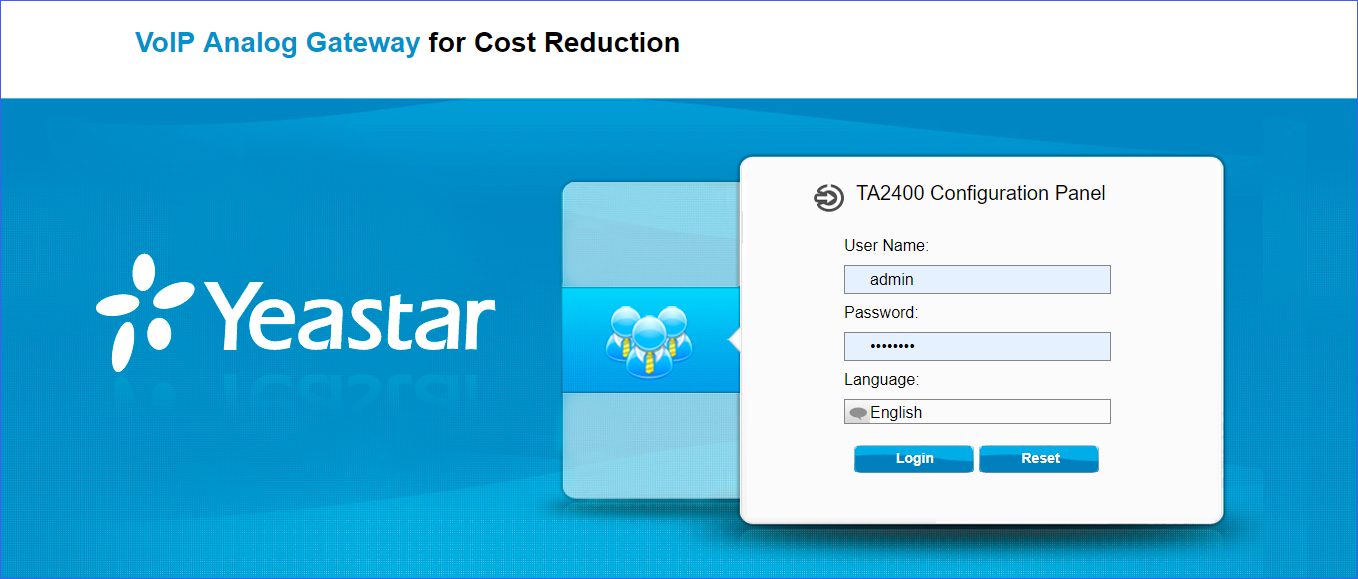 VoIP Analog Gateway for Cost Reduction
Yeastar
TA2400 Configuration Panel
User Name:
admin
Password:
••••••••
Language:
English
Login Reset